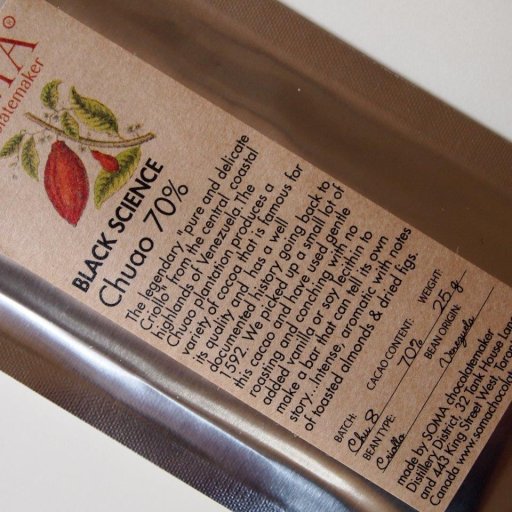 chocolatemaker
BLACK SCIENCE
Chuao 70%
The legendary, "pure and delicate
Criollo" from the central coastal
highlands of Venezuela. The
Chuao plantation produces a
variety of cocoa that is famous for
its quality and has a well
documented history going back to
1592. We picked up a small lot of
this cacao and have used gentle
roasting and conching with no
added vanilla or soy lecithin to
make a bar that can tell its own
story...Intense, aromatic with notes
of toasted almonds & dried figs.
BATCH: CACAO CONTENT: WEIGHT:
Chu 8 70% 25 g
BEAN TYPE: BEAN ORIGIN:
Criollo Venezuela
made by SOMA chocolatemaker
Distillery District, 32 Tank House Lane
and 443 King Street West,
Canada